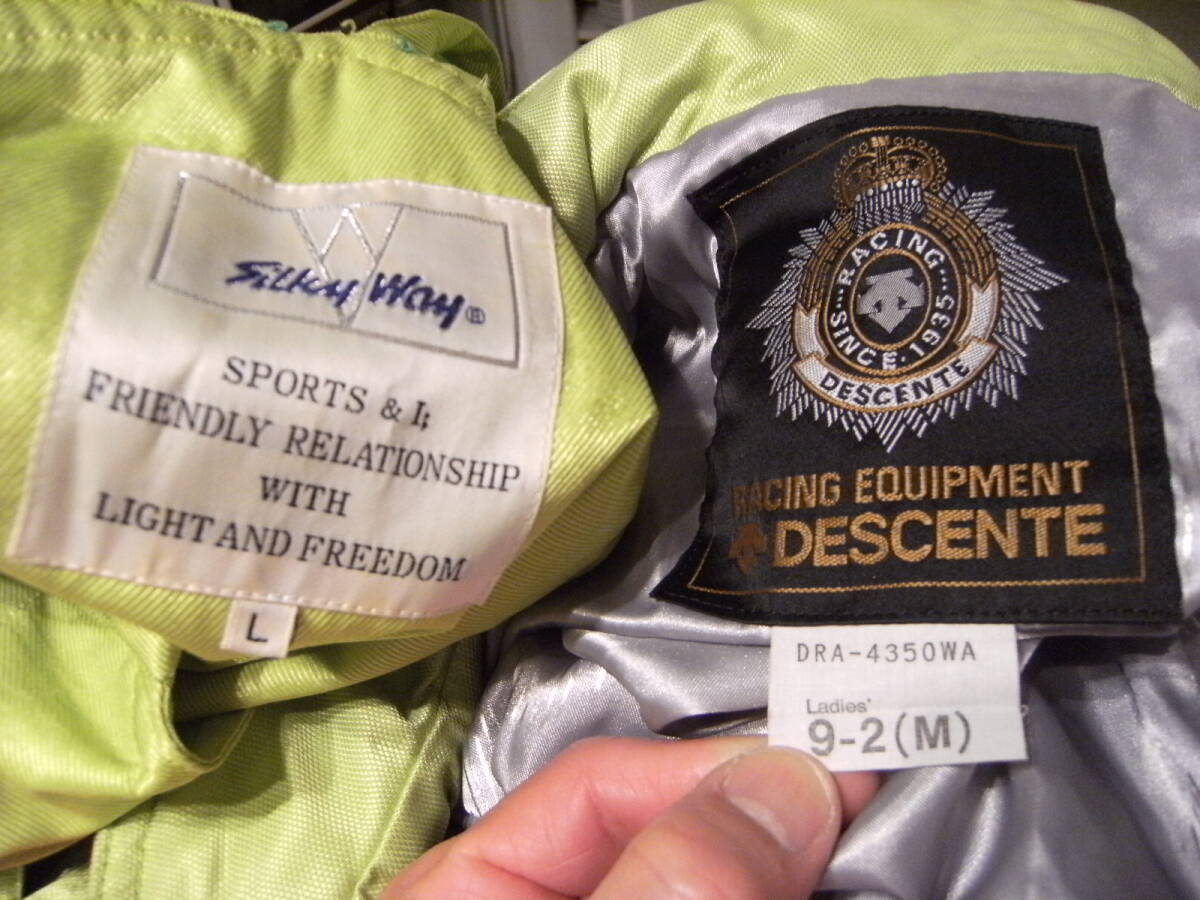 Silky Way®
SPORTS & I;
FRIENDLY RELATIONSHIP
WITH
LIGHT AND FREEDOM
L
RACING
SINCE·1935
DESCENTE
RACING EQUIPMENT
DESCENTE
DRA-4350WA
Ladies'
9-2(M)